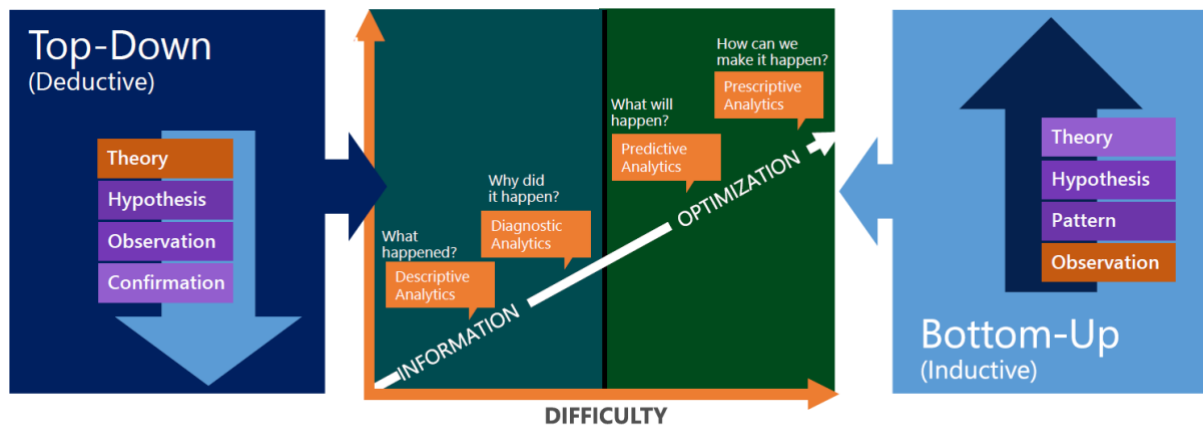 Top-Down
(Deductive)
Theory
Hypothesis
Observation
Confirmation
What
happened?
Descriptive
Analytics
Why did
it happen?
Diagnostic
Analytics
What will
happen?
Predictive
Analytics
How can we
make it happen?
Prescriptive
Analytics
INFORMATION
OPTIMIZATION
DIFFICULTY
Theory
Hypothesis
Pattern
Observation
Bottom-Up
(Inductive)